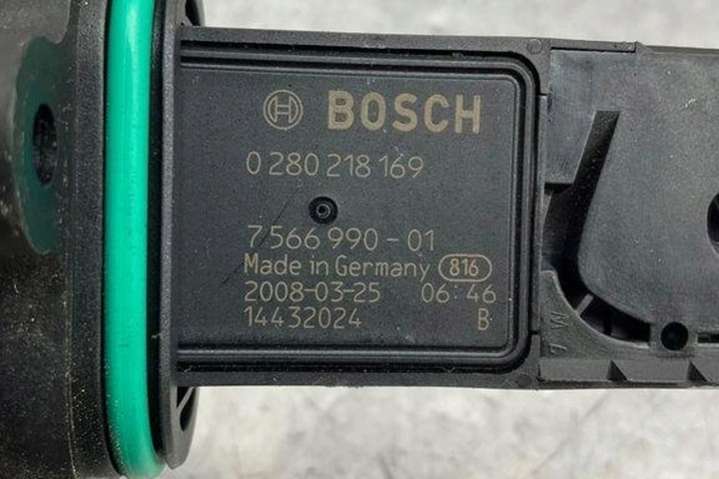 BOSCH
0 280 218 169
7 566 990 - 01
Made in Germany 816
2008-03-25 06:46
14432024 B